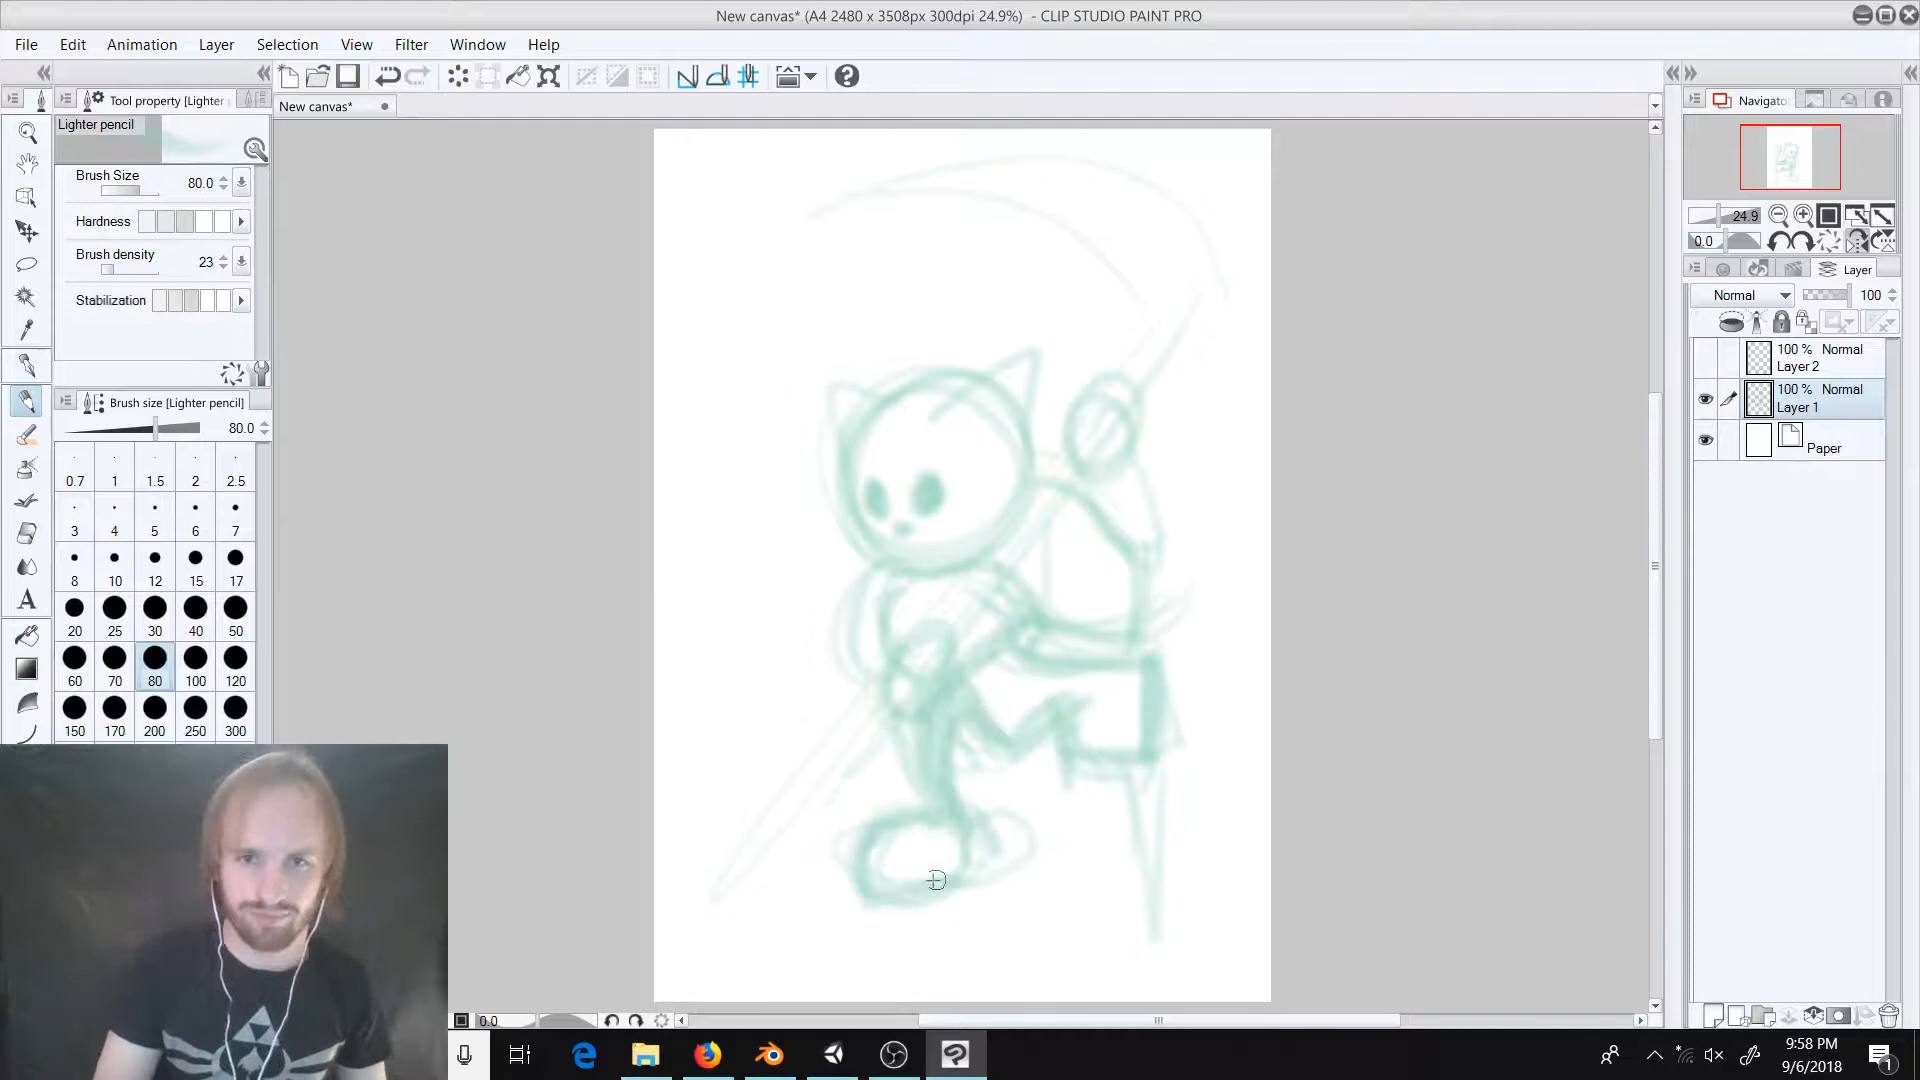 New canvas* (A4 2480 x 3508px 300dpi 24.9%) - CLIP STUDIO PAINT PRO
File Edit Animation Layer Selection View Filter Window Help
Tool property [Lighter
New canvas*
Navigato
Lighter pencil
Brush Size 80.0
Hardness
Brush density 23
Stabilization
24.9
0.0
Layer
Normal 100
100 % Normal
Layer 2
100 % Normal
Layer 1
Paper
Brush size [Lighter pencil]
80.0
0.7 1 1.5 2 2.5
3 4 5 6 7
8 10 12 15 17
20 25 30 40 50
60 70 80 100 120
150 170 200 250 300
0.0
9:58 PM
9/6/2018
1